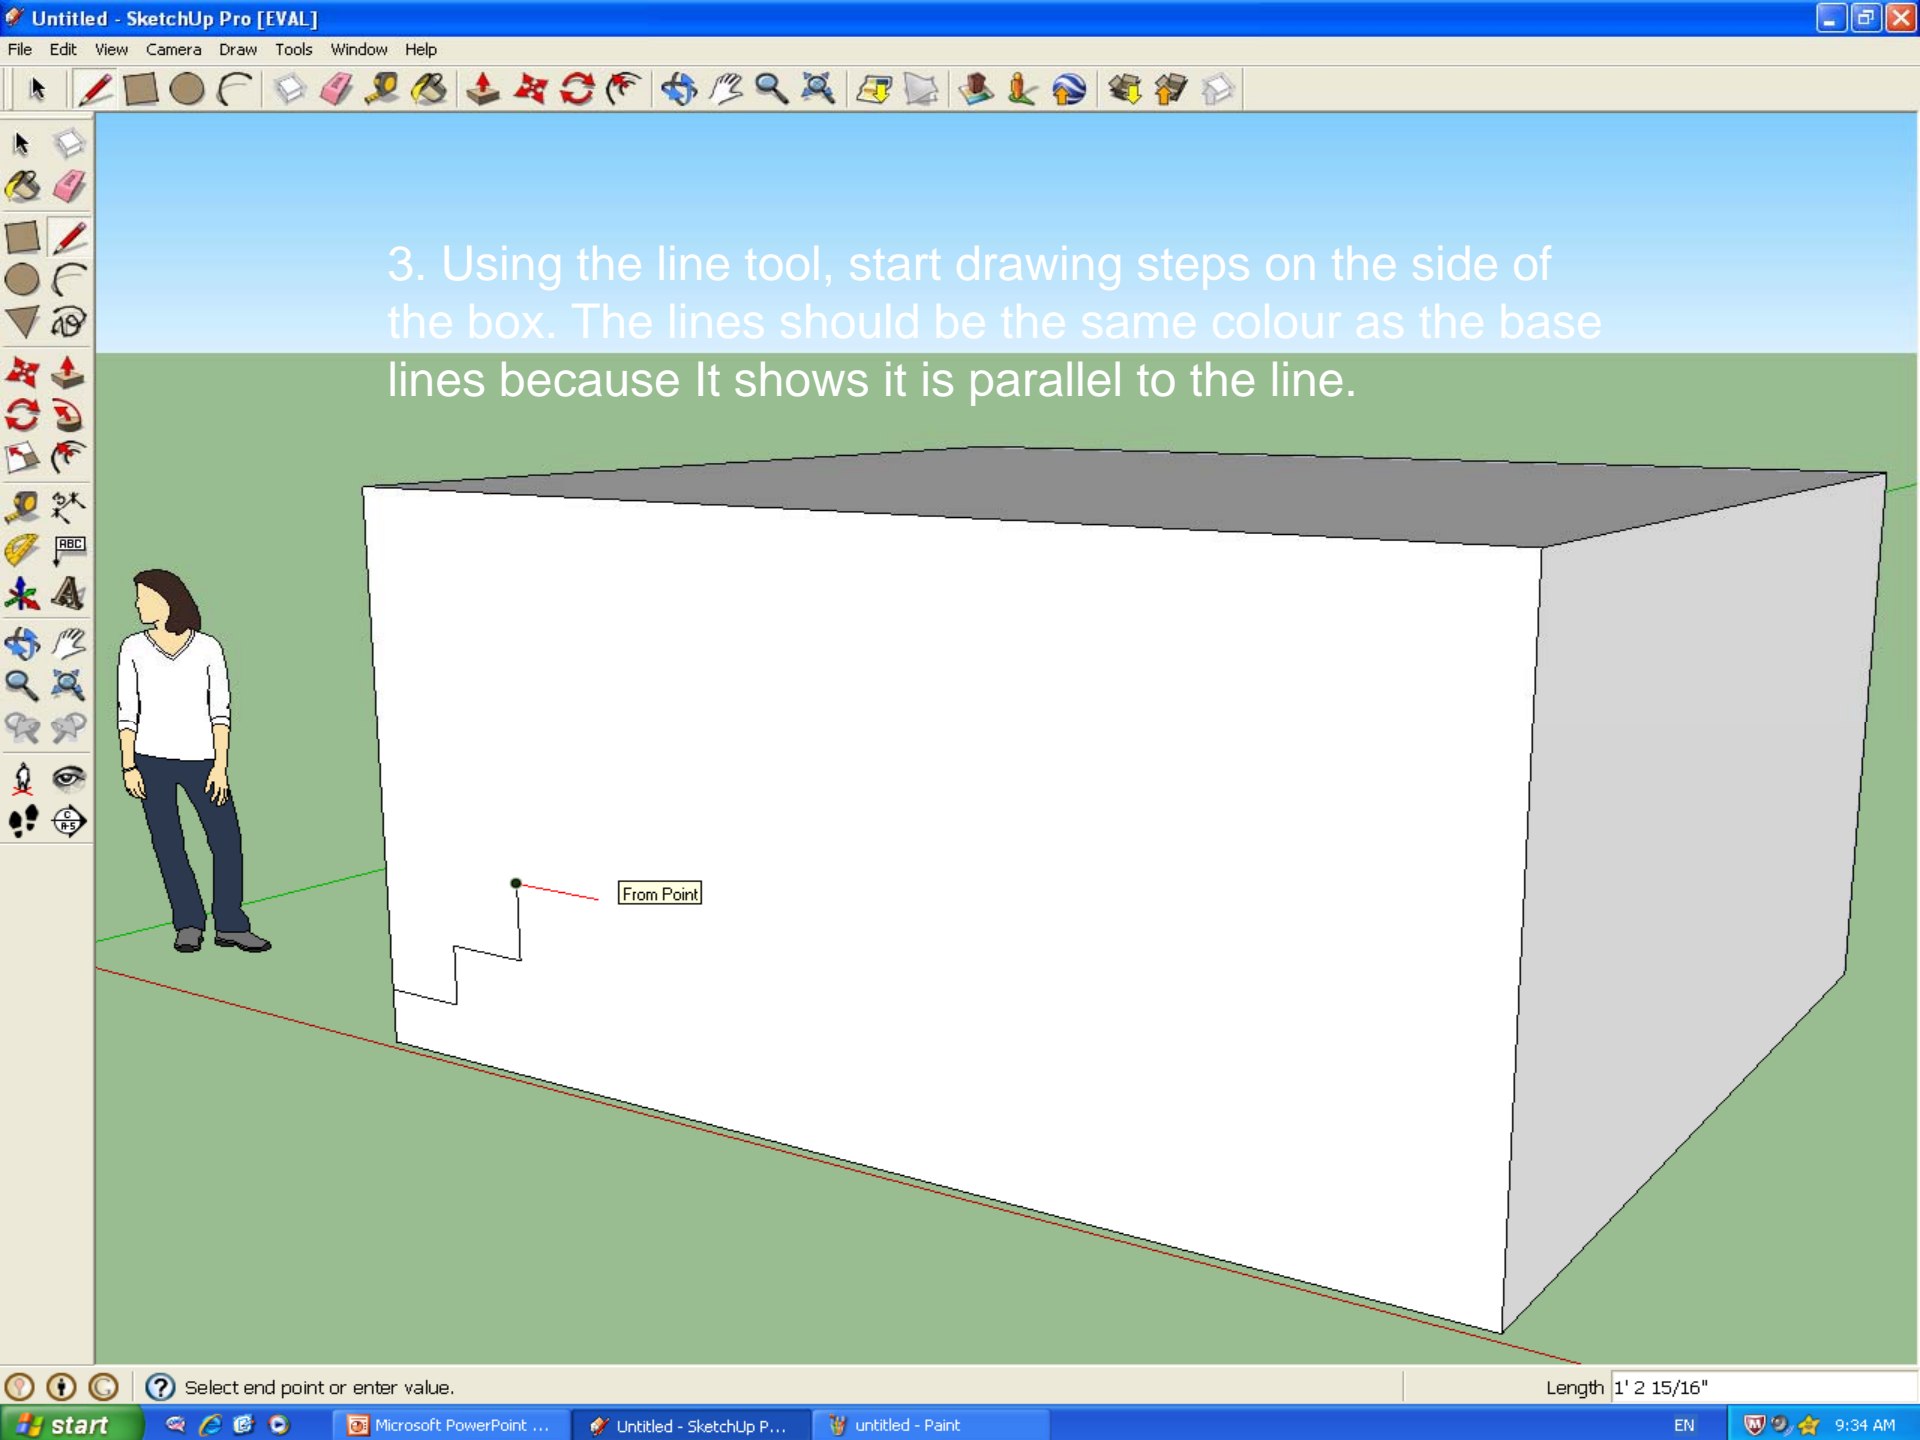 Untitled - SketchUp Pro [EVAL]
File Edit View Camera Draw Tools Window Help
3. Using the line tool, start drawing steps on the side of
the box. The lines should be the same colour as the base
lines because It shows it is parallel to the line.
ABC
From Point
Select end point or enter value.
Length 1' 2 15/16"
start Microsoft PowerPoint ... Untitled - SketchUp P... untitled - Paint EN 9:34 AM